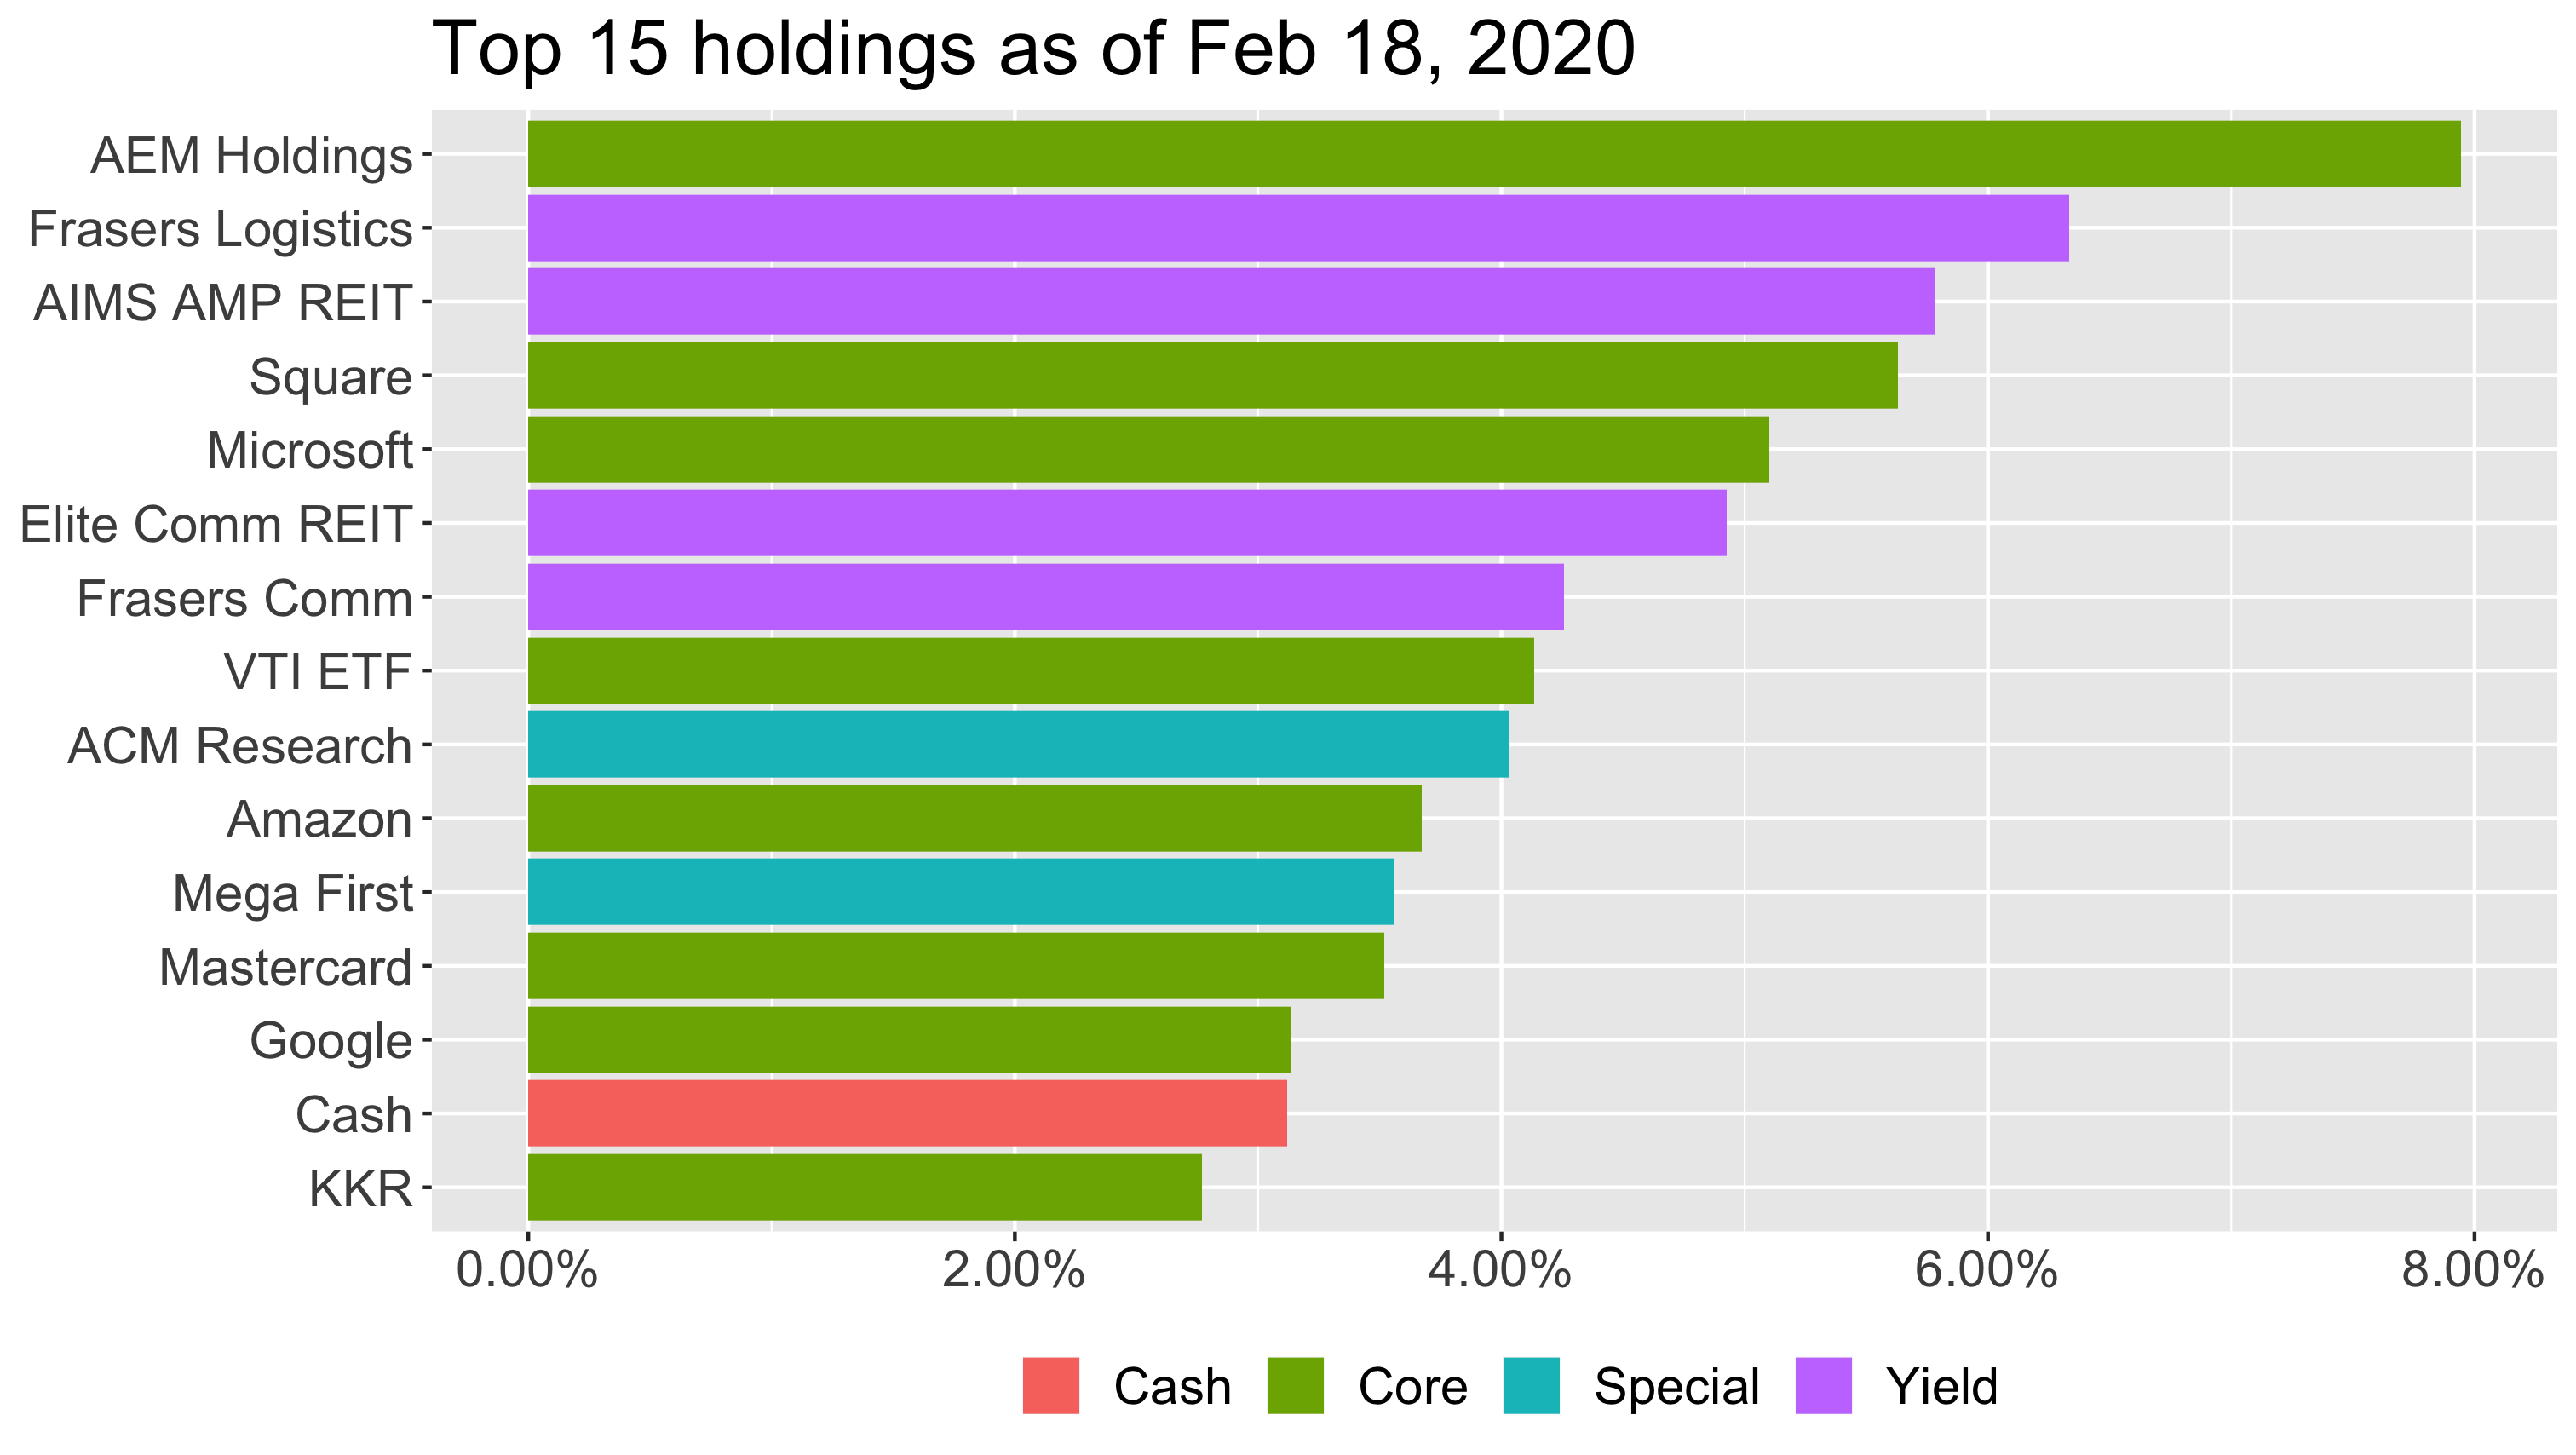 Top 15 holdings as of Feb 18, 2020
AEM Holdings
Frasers Logistics
AIMS AMP REIT
Square
Microsoft
Elite Comm REIT
Frasers Comm
VTI ETF
ACM Research
Amazon
Mega First
Mastercard
Google
Cash
KKR
0.00% 2.00% 4.00% 6.00% 8.00%
Cash Core Special Yield